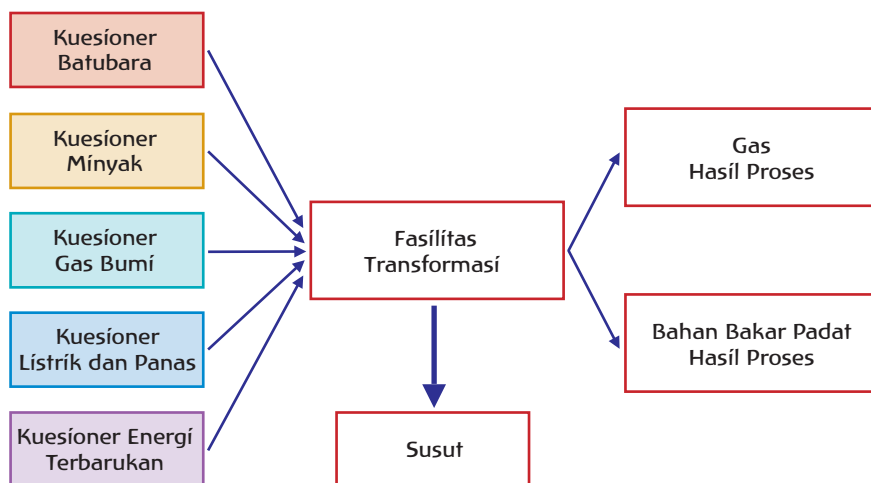 Kuesioner
Batubara
Kuesioner
Minyak
Kuesioner
Gas Bumi
Kuesioner
Listrik dan Panas
Kuesioner Energi
Terbarukan
Fasilitas
Transformasi
Susut
Gas
Hasil Proses
Bahan Bakar Padat
Hasil Proses